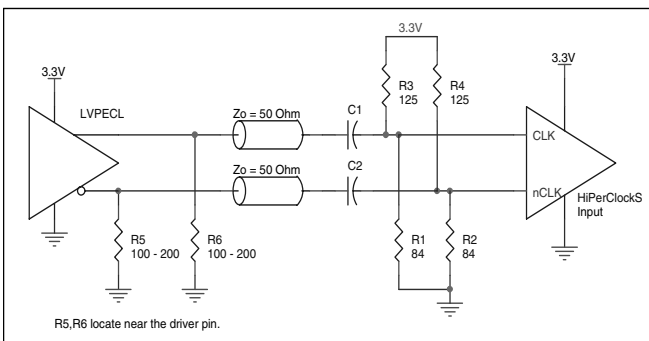 3.3V
3.3V
R3
125
R4
125
3.3V
LVPECL
Zo = 50 Ohm
C1
CLK
Zo = 50 Ohm
C2
nCLK
HiPerClockS
Input
R5
100 - 200
R6
100 - 200
R1
84
R2
84
R5,R6 locate near the driver pin.